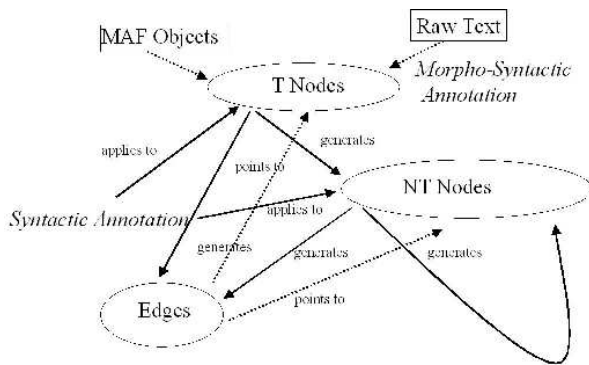 MAF Objects
Raw Text
T Nodes
Morpho-Syntactic
Annotation
applies to
points to
generates
NT Nodes
Syntactic Annotation
applies to
generates
generates
generates
points to
Edges